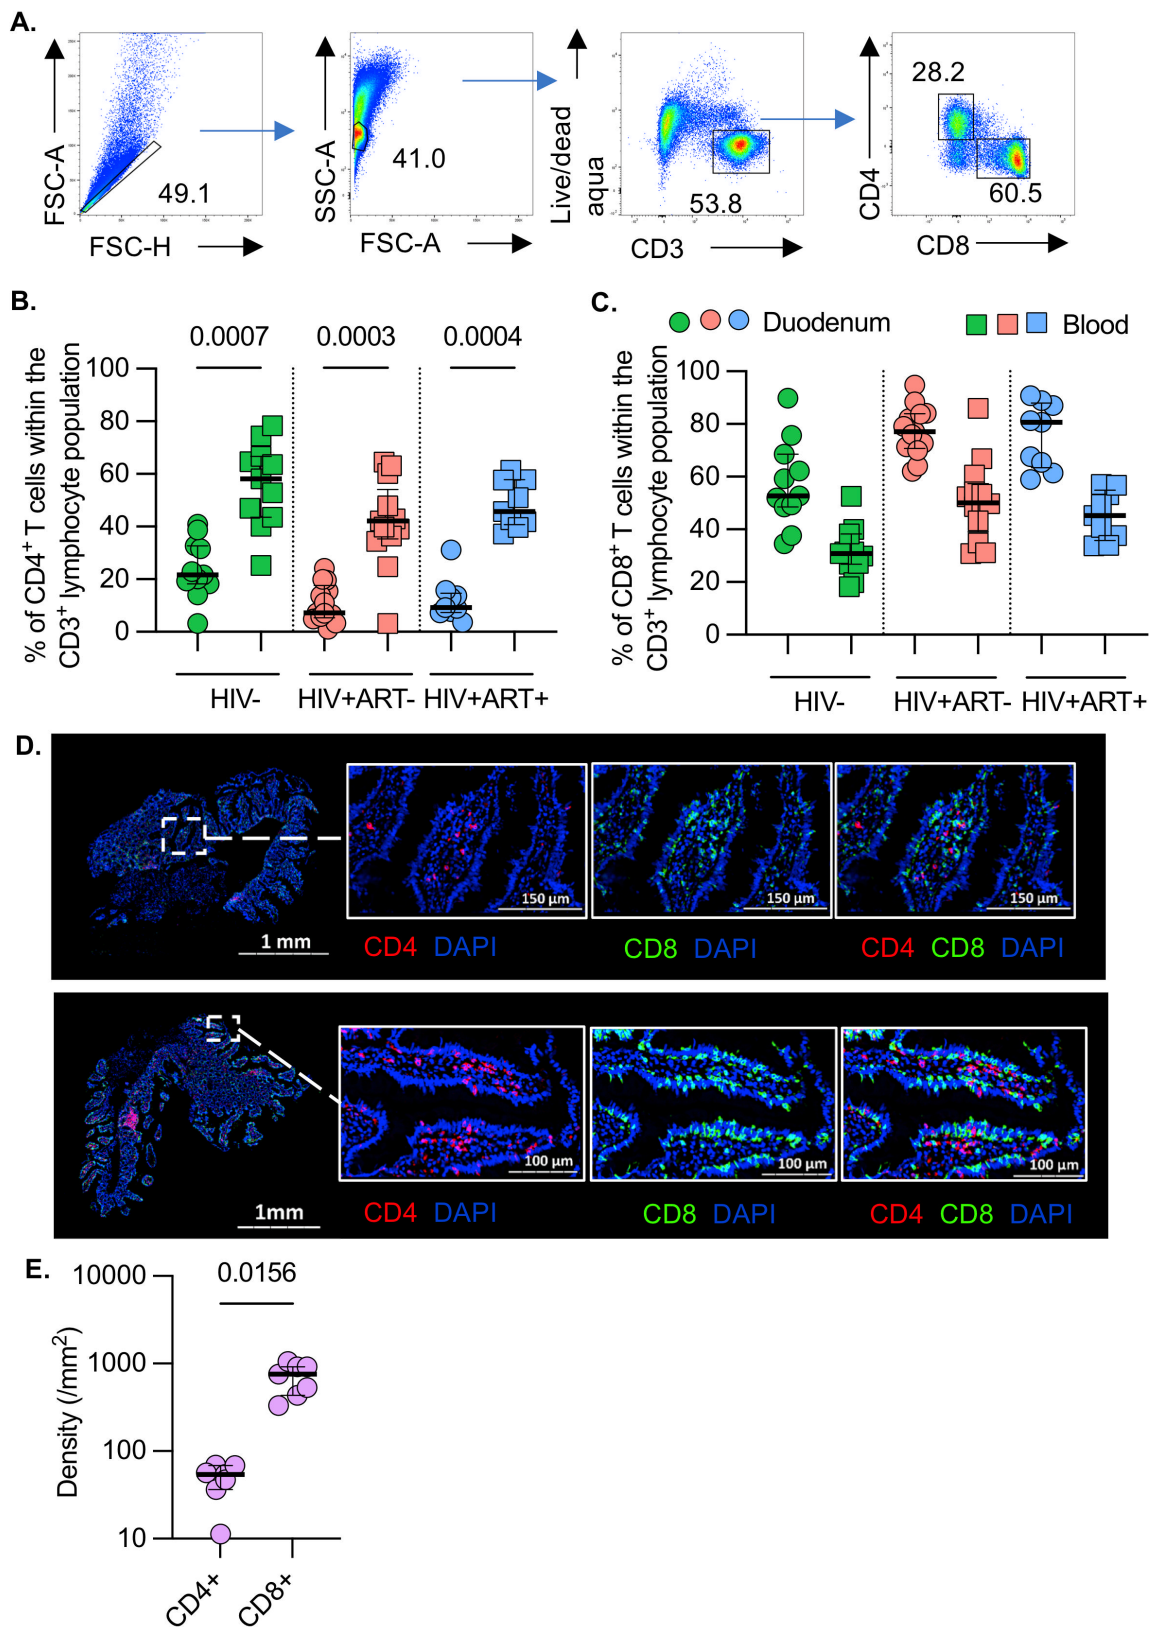 A.
FSC-A
FSC-H
49.1
SSC-A
FSC-A
41.0
Live/dead
aqua
CD3
53.8
CD4
CD8
28.2
60.5
B.
% of CD4+ T cells within the
CD3+ lymphocyte population
0.0007
0.0003
0.0004
100
80
60
40
20
0
HIV-
HIV+ART-
HIV+ART+
C.
Duodenum
Blood
% of CD8+ T cells within the
CD3+ lymphocyte population
100
80
60
40
20
0
HIV-
HIV+ART-
HIV+ART+
D.
1 mm
150 µm
150 µm
150 µm
CD4 DAPI
CD8 DAPI
CD4 CD8 DAPI
1mm
100 µm
100 µm
100 µm
CD4 DAPI
CD8 DAPI
CD4 CD8 DAPI
E.
Density (/mm2)
0.0156
10000
1000
100
10
CD4+
CD8+